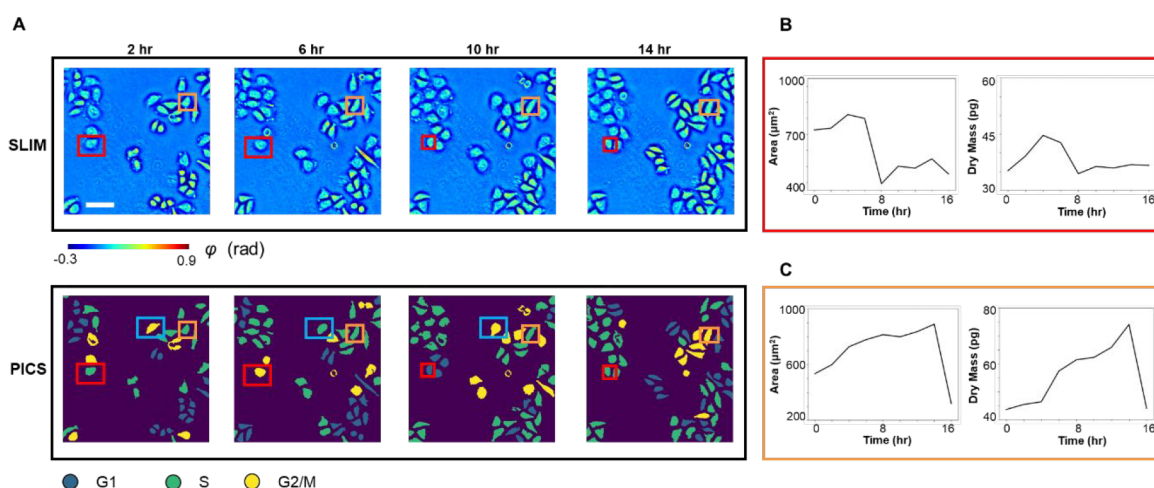 A
B
2 hr
6 hr
10 hr
14 hr
SLIM
-0.3
0.9
φ (rad)
Area (µm²)
1000
700
400
0
8
16
Time (hr)
Dry Mass (pg)
60
45
30
0
8
16
Time (hr)
C
PICS
Area (µm²)
1000
600
200
0
8
16
Time (hr)
Dry Mass (pg)
80
60
40
0
8
16
Time (hr)
G1
S
G2/M